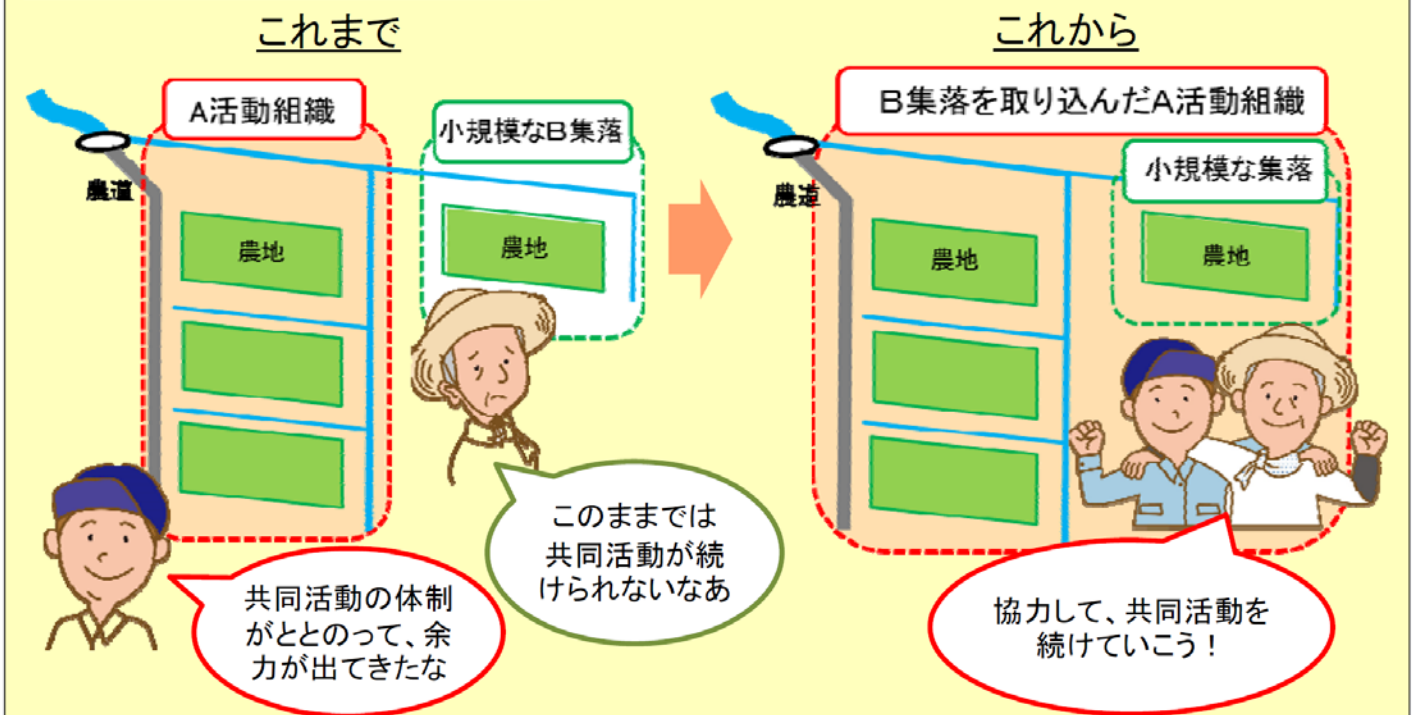 これまで
A活動組織
小規模なB集落
農道
農地
農地
このままでは
共同活動が続
けられないなあ
共同活動の体制
がととのって、余
力が出てきたな
これから
B集落を取り込んだA活動組織
小規模な集落
農道
農地
農地
協力して、共同活動を
続けていこう！